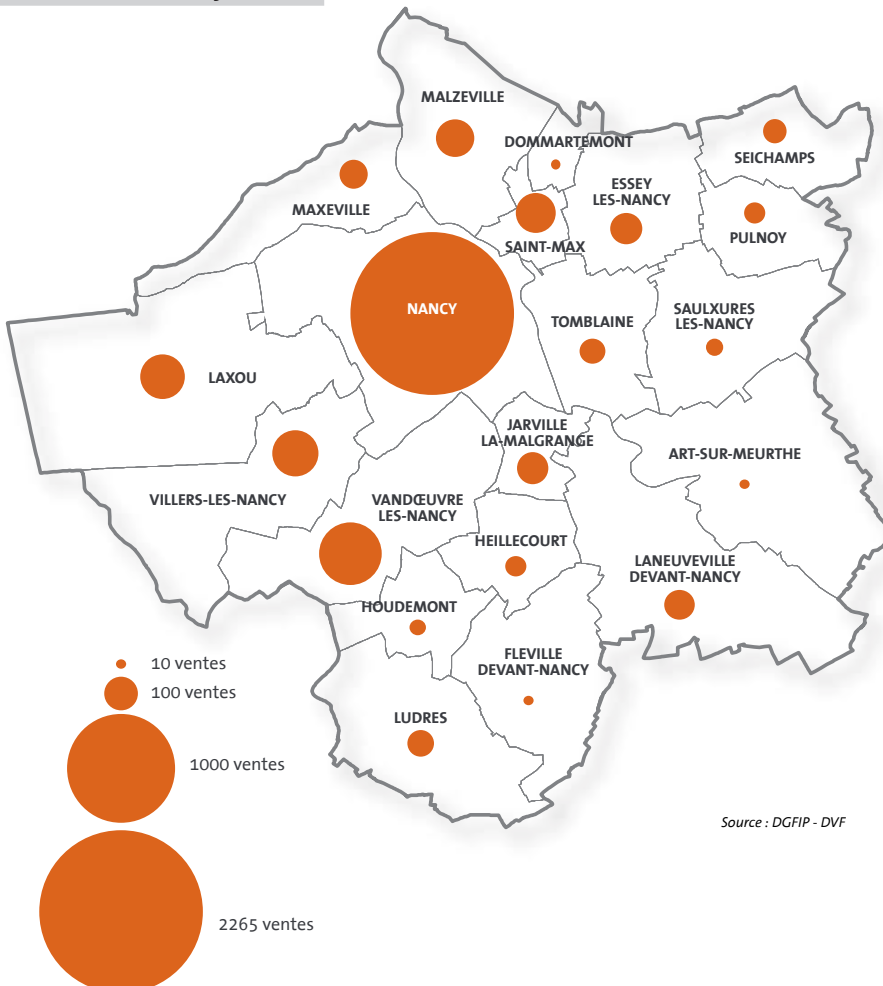 MALZEVILLE
DOMMARTEMONT
SEICHAMPS
ESSEY
LES-NANCY
MAXEVILLE
PULNOY
SAINT-MAX
NANCY
TOMBLAINE
SAULXURES
LES-NANCY
LAXOU
JARVILLE
LA-MALGRANGE
ART-SUR-MEURTHE
VILLERS-LES-NANCY
VANDŒUVRE
LES-NANCY
HEILLECOURT
LANEUVEVILLE
DEVANT-NANCY
HOUDEMONT
FLEVILLE
DEVANT-NANCY
LUDRES
10 ventes
100 ventes
1000 ventes
2265 ventes
Source : DGFIP - DVF